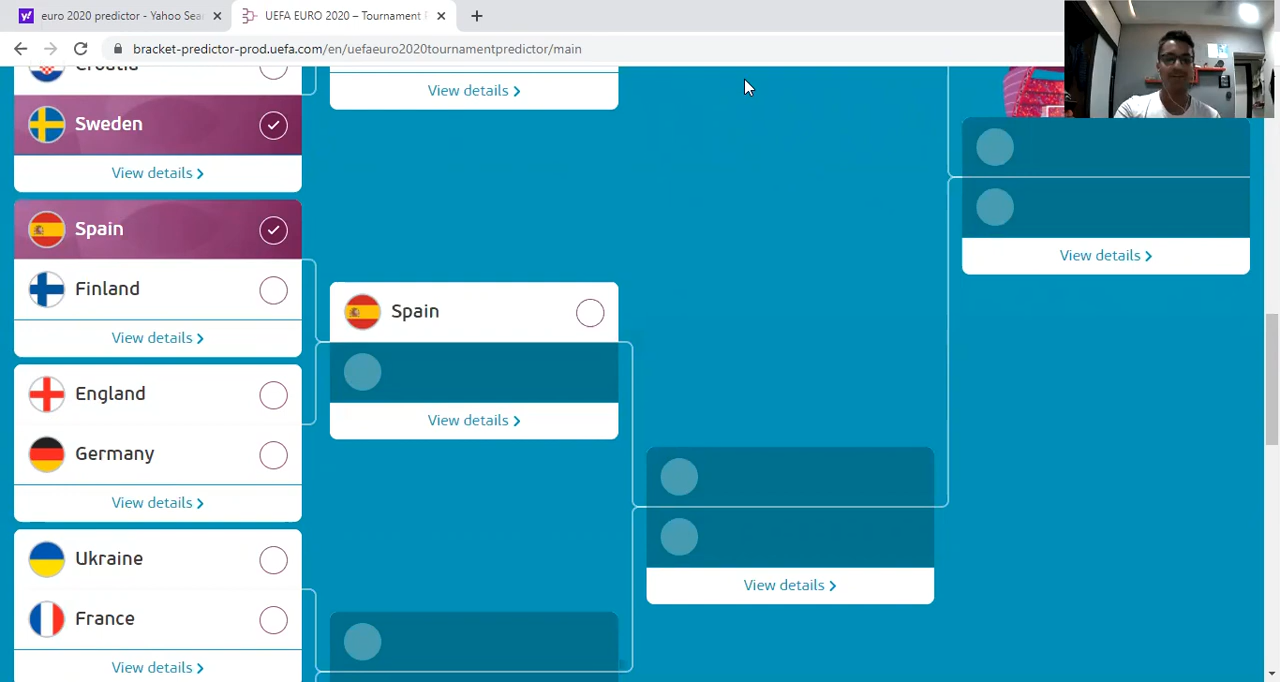 euro 2020 predictor - Yahoo Sea
UEFA EURO 2020 – Tournament
bracket-predictor-prod.uefa.com/en/uefaeuro2020tournamentpredictor/main
Croatia
Sweden
View details
Spain
Finland
View details
England
Germany
View details
Ukraine
France
View details
View details
Spain
View details
View details
View details